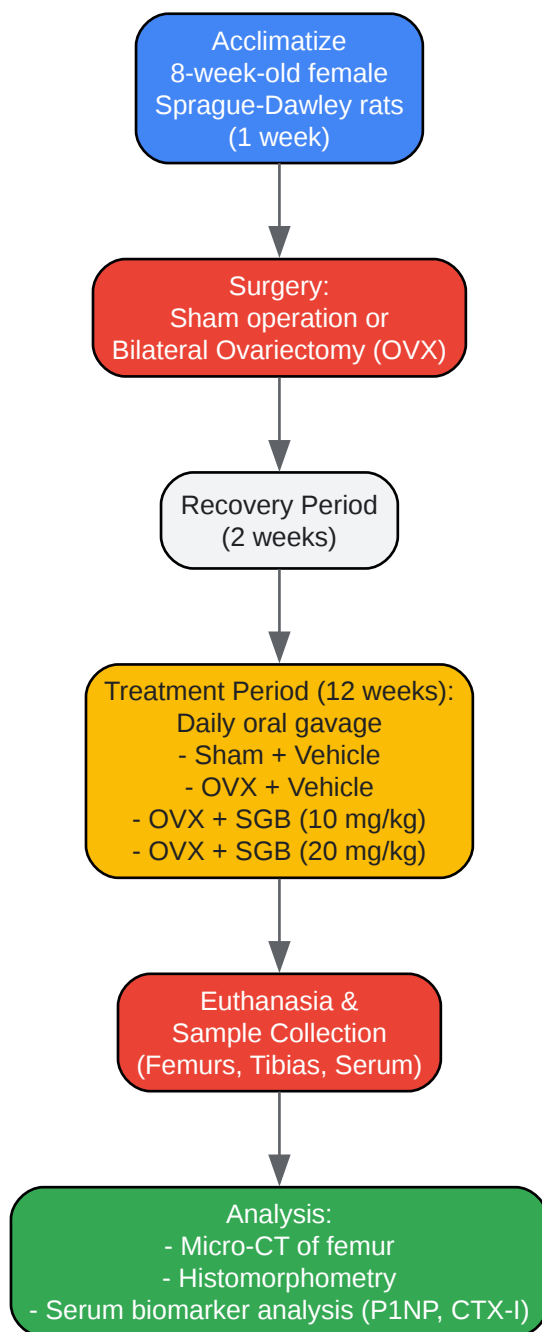 Acclimatize
8-week-old female
Sprague-Dawley rats
(1 week)
Surgery:
Sham operation or
Bilateral Ovariectomy (OVX)
Recovery Period
(2 weeks)
Treatment Period (12 weeks):
Daily oral gavage
- Sham + Vehicle
- OVX + Vehicle
- OVX + SGB (10 mg/kg)
- OVX + SGB (20 mg/kg)
Euthanasia &
Sample Collection
(Femurs, Tibias, Serum)
Analysis:
- Micro-CT of femur
- Histomorphometry
- Serum biomarker analysis (P1NP, CTX-I)